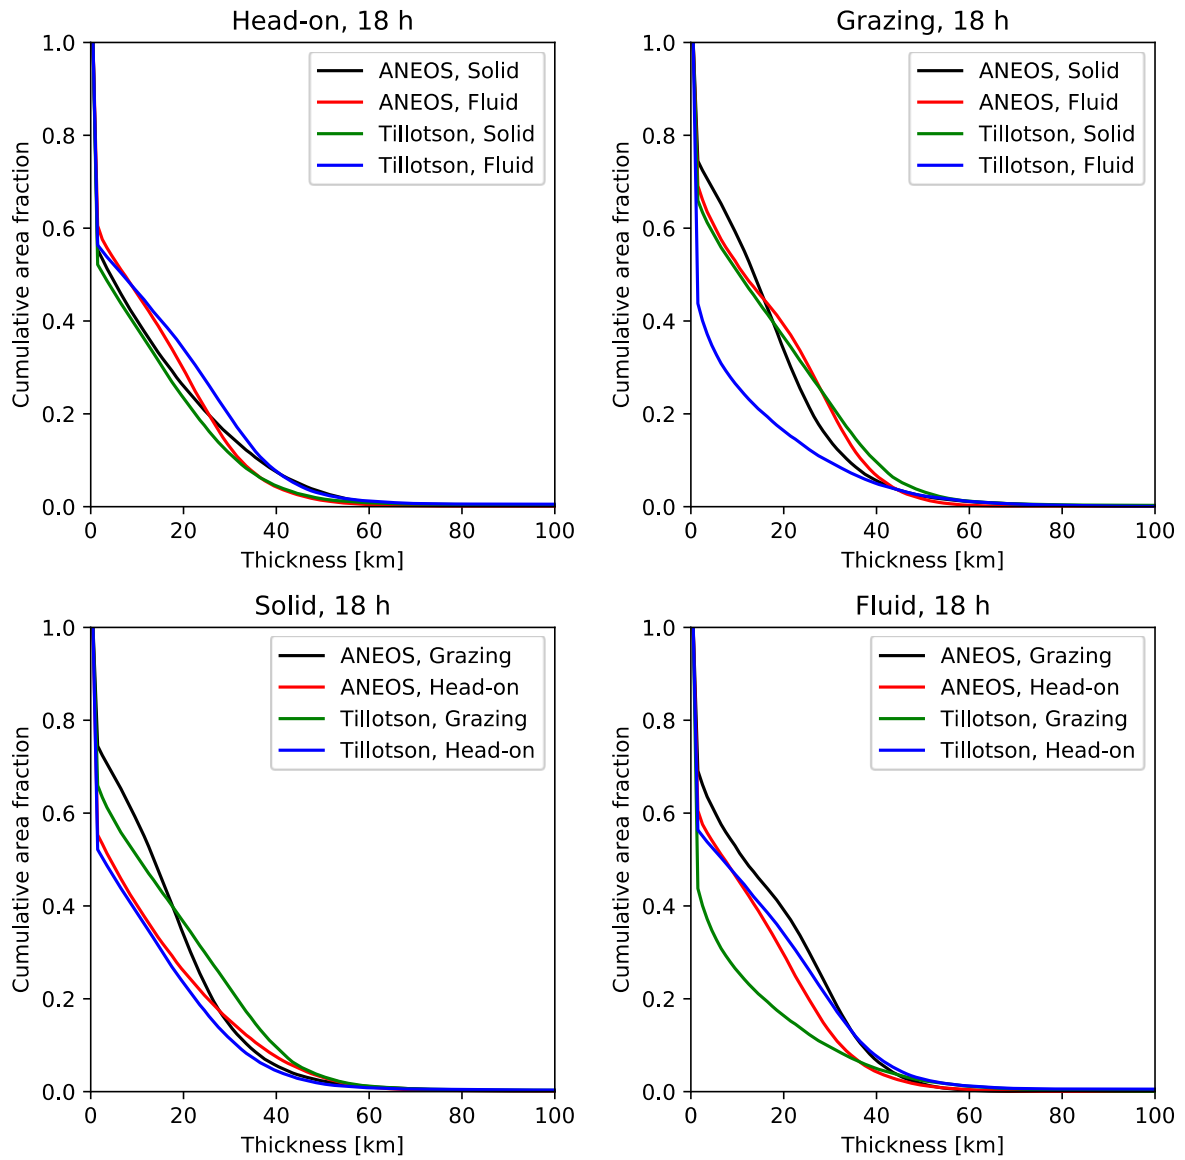 Head-on, 18 h
1.0
0.8
0.6
0.4
0.2
0.0
Cumulative area fraction
ANEOS, Solid
ANEOS, Fluid
Tillotson, Solid
Tillotson, Fluid
0 20 40 60 80 100
Thickness [km]
Grazing, 18 h
1.0
0.8
0.6
0.4
0.2
0.0
Cumulative area fraction
ANEOS, Solid
ANEOS, Fluid
Tillotson, Solid
Tillotson, Fluid
0 20 40 60 80 100
Thickness [km]
Solid, 18 h
1.0
0.8
0.6
0.4
0.2
0.0
Cumulative area fraction
ANEOS, Grazing
ANEOS, Head-on
Tillotson, Grazing
Tillotson, Head-on
0 20 40 60 80 100
Thickness [km]
Fluid, 18 h
1.0
0.8
0.6
0.4
0.2
0.0
Cumulative area fraction
ANEOS, Grazing
ANEOS, Head-on
Tillotson, Grazing
Tillotson, Head-on
0 20 40 60 80 100
Thickness [km]